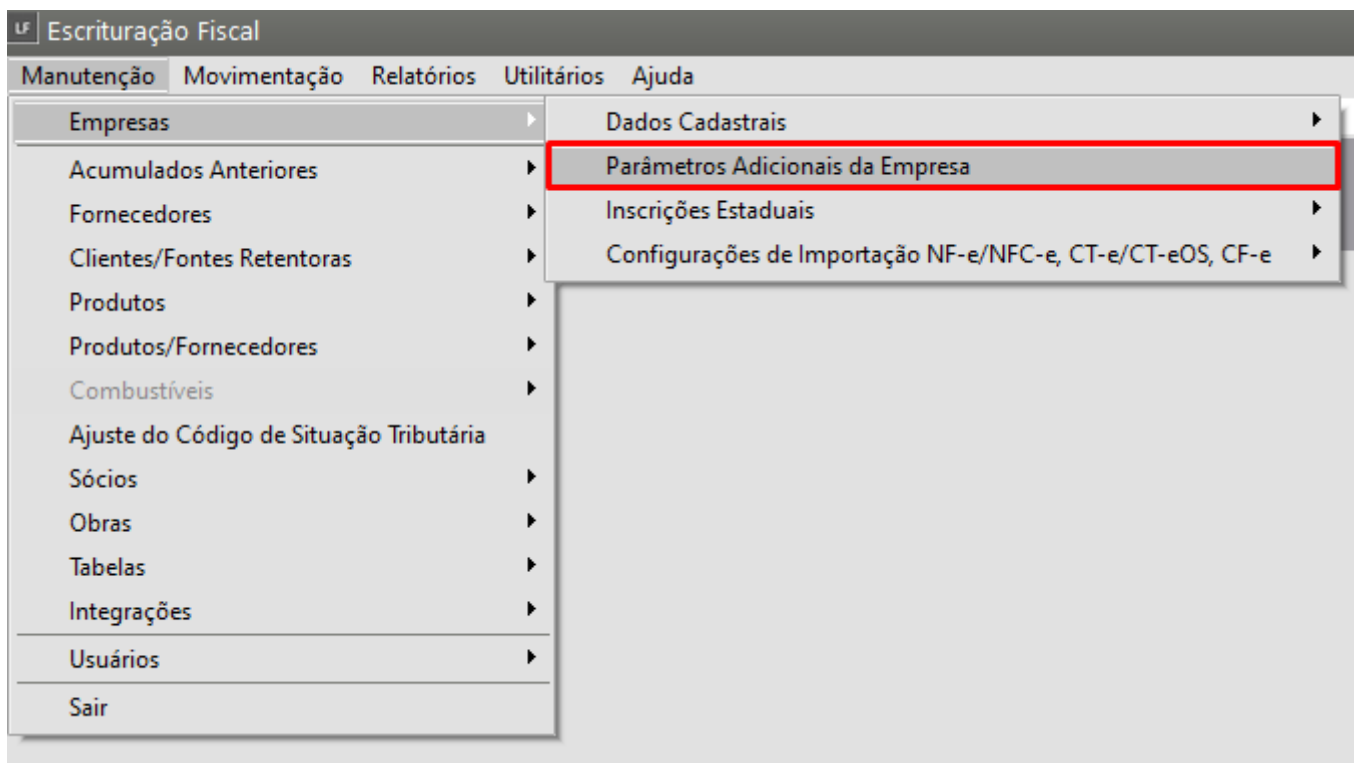 LF Escrituração Fiscal
Manutenção Movimentação Relatórios Utilitários Ajuda
Empresas
Acumulados Anteriores
Fornecedores
Clientes/Fontes Retentoras
Produtos
Produtos/Fornecedores
Combustíveis
Ajuste do Código de Situação Tributária
Sócios
Obras
Tabelas
Integrações
Usuários
Sair
Dados Cadastrais
Parâmetros Adicionais da Empresa
Inscrições Estaduais
Configurações de Importação NF-e/NFC-e, CT-e/CT-eOS, CF-e